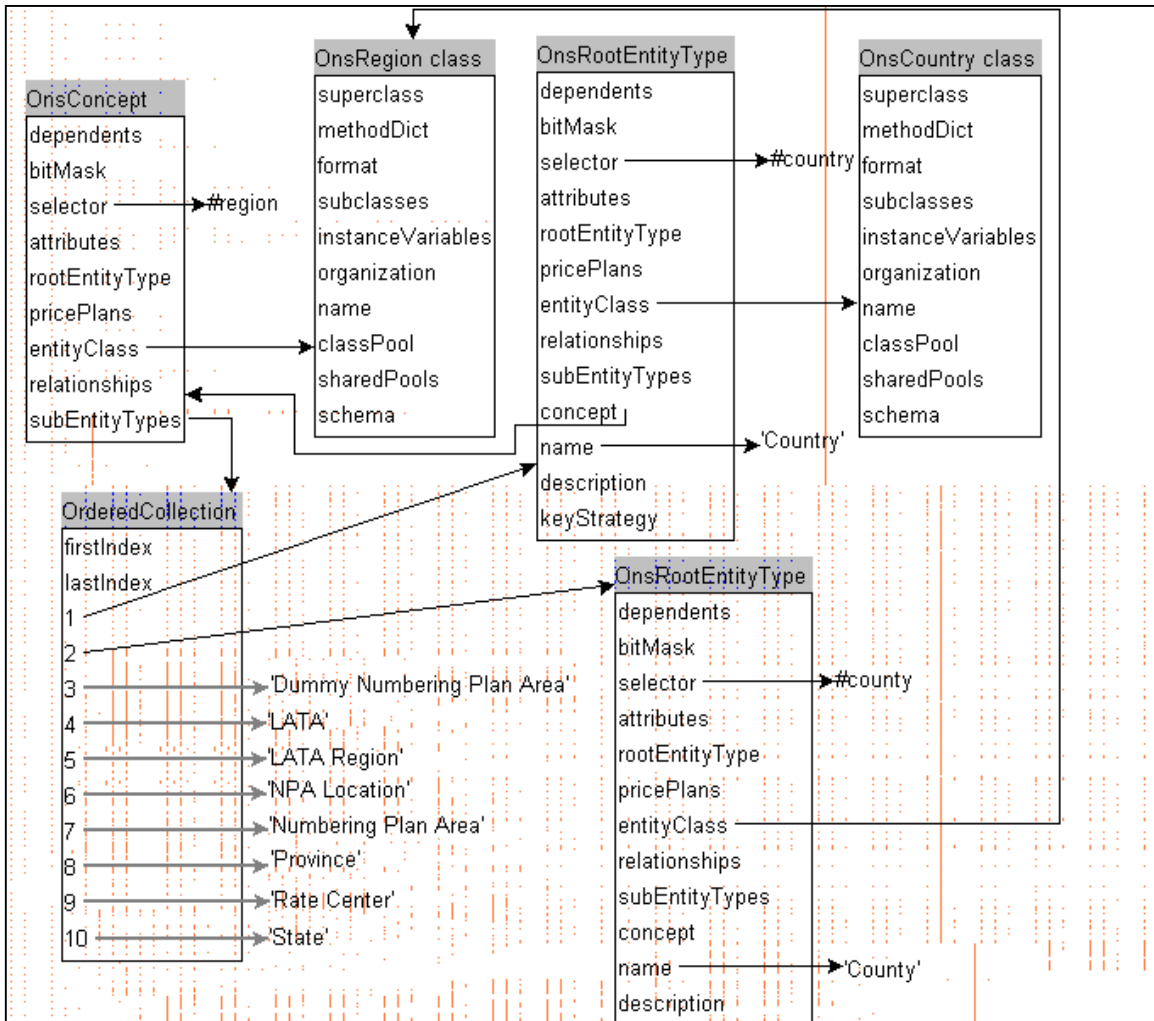 OnsConcept
dependents
bitMask
selector
#region
attributes
rootEntityType
pricePlans
entityClass
relationships
subEntityTypes
OnsRegion class
superclass
methodDict
format
subclasses
instanceVariables
organization
name
classPool
sharedPools
schema
OnsRootEntityType
dependents
bitMask
selector
#country
attributes
rootEntityType
pricePlans
entityClass
relationships
subEntityTypes
concept
name
'Country'
description
keyStrategy
OnsCountry class
superclass
methodDict
format
subclasses
instanceVariables
organization
name
classPool
sharedPools
schema
OrderedCollection
firstIndex
lastIndex
1
2
3 'Dummy Numbering Plan Area'
4 'LATA'
5 'LATA Region'
6 'NPA Location'
7 'Numbering Plan Area'
8 'Province'
9 'Rate Center'
10 'State'
OnsRootEntityType
dependents
bitMask
selector
#county
attributes
rootEntityType
pricePlans
entityClass
relationships
subEntityTypes
concept
name
'County'
description